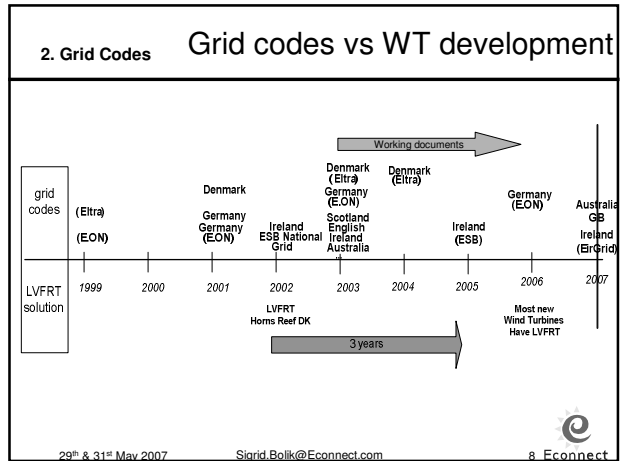 2. Grid Codes
Grid codes vs WT development
Working documents
grid
codes
(Eltra)
(E.ON)
Denmark
Germany
Germany
(E.ON)
Ireland
ESB National
Grid
Denmark
(Eltra)
Germany
(E.ON)
Scotland
English
Ireland
Australia
...
Denmark
(Eltra)
Ireland
(ESB)
Germany
(E.ON)
Australia
GB
Ireland
(EirGrid)
1999
2000
2001
2002
2003
2004
2005
2006
2007
LVFRT
solution
LVFRT
Horns Reef DK
3 years
Most new
Wind Turbines
Have LVFRT
29th & 31st May 2007
Sigrid.Bolik@Econnect.com
8 Econnect